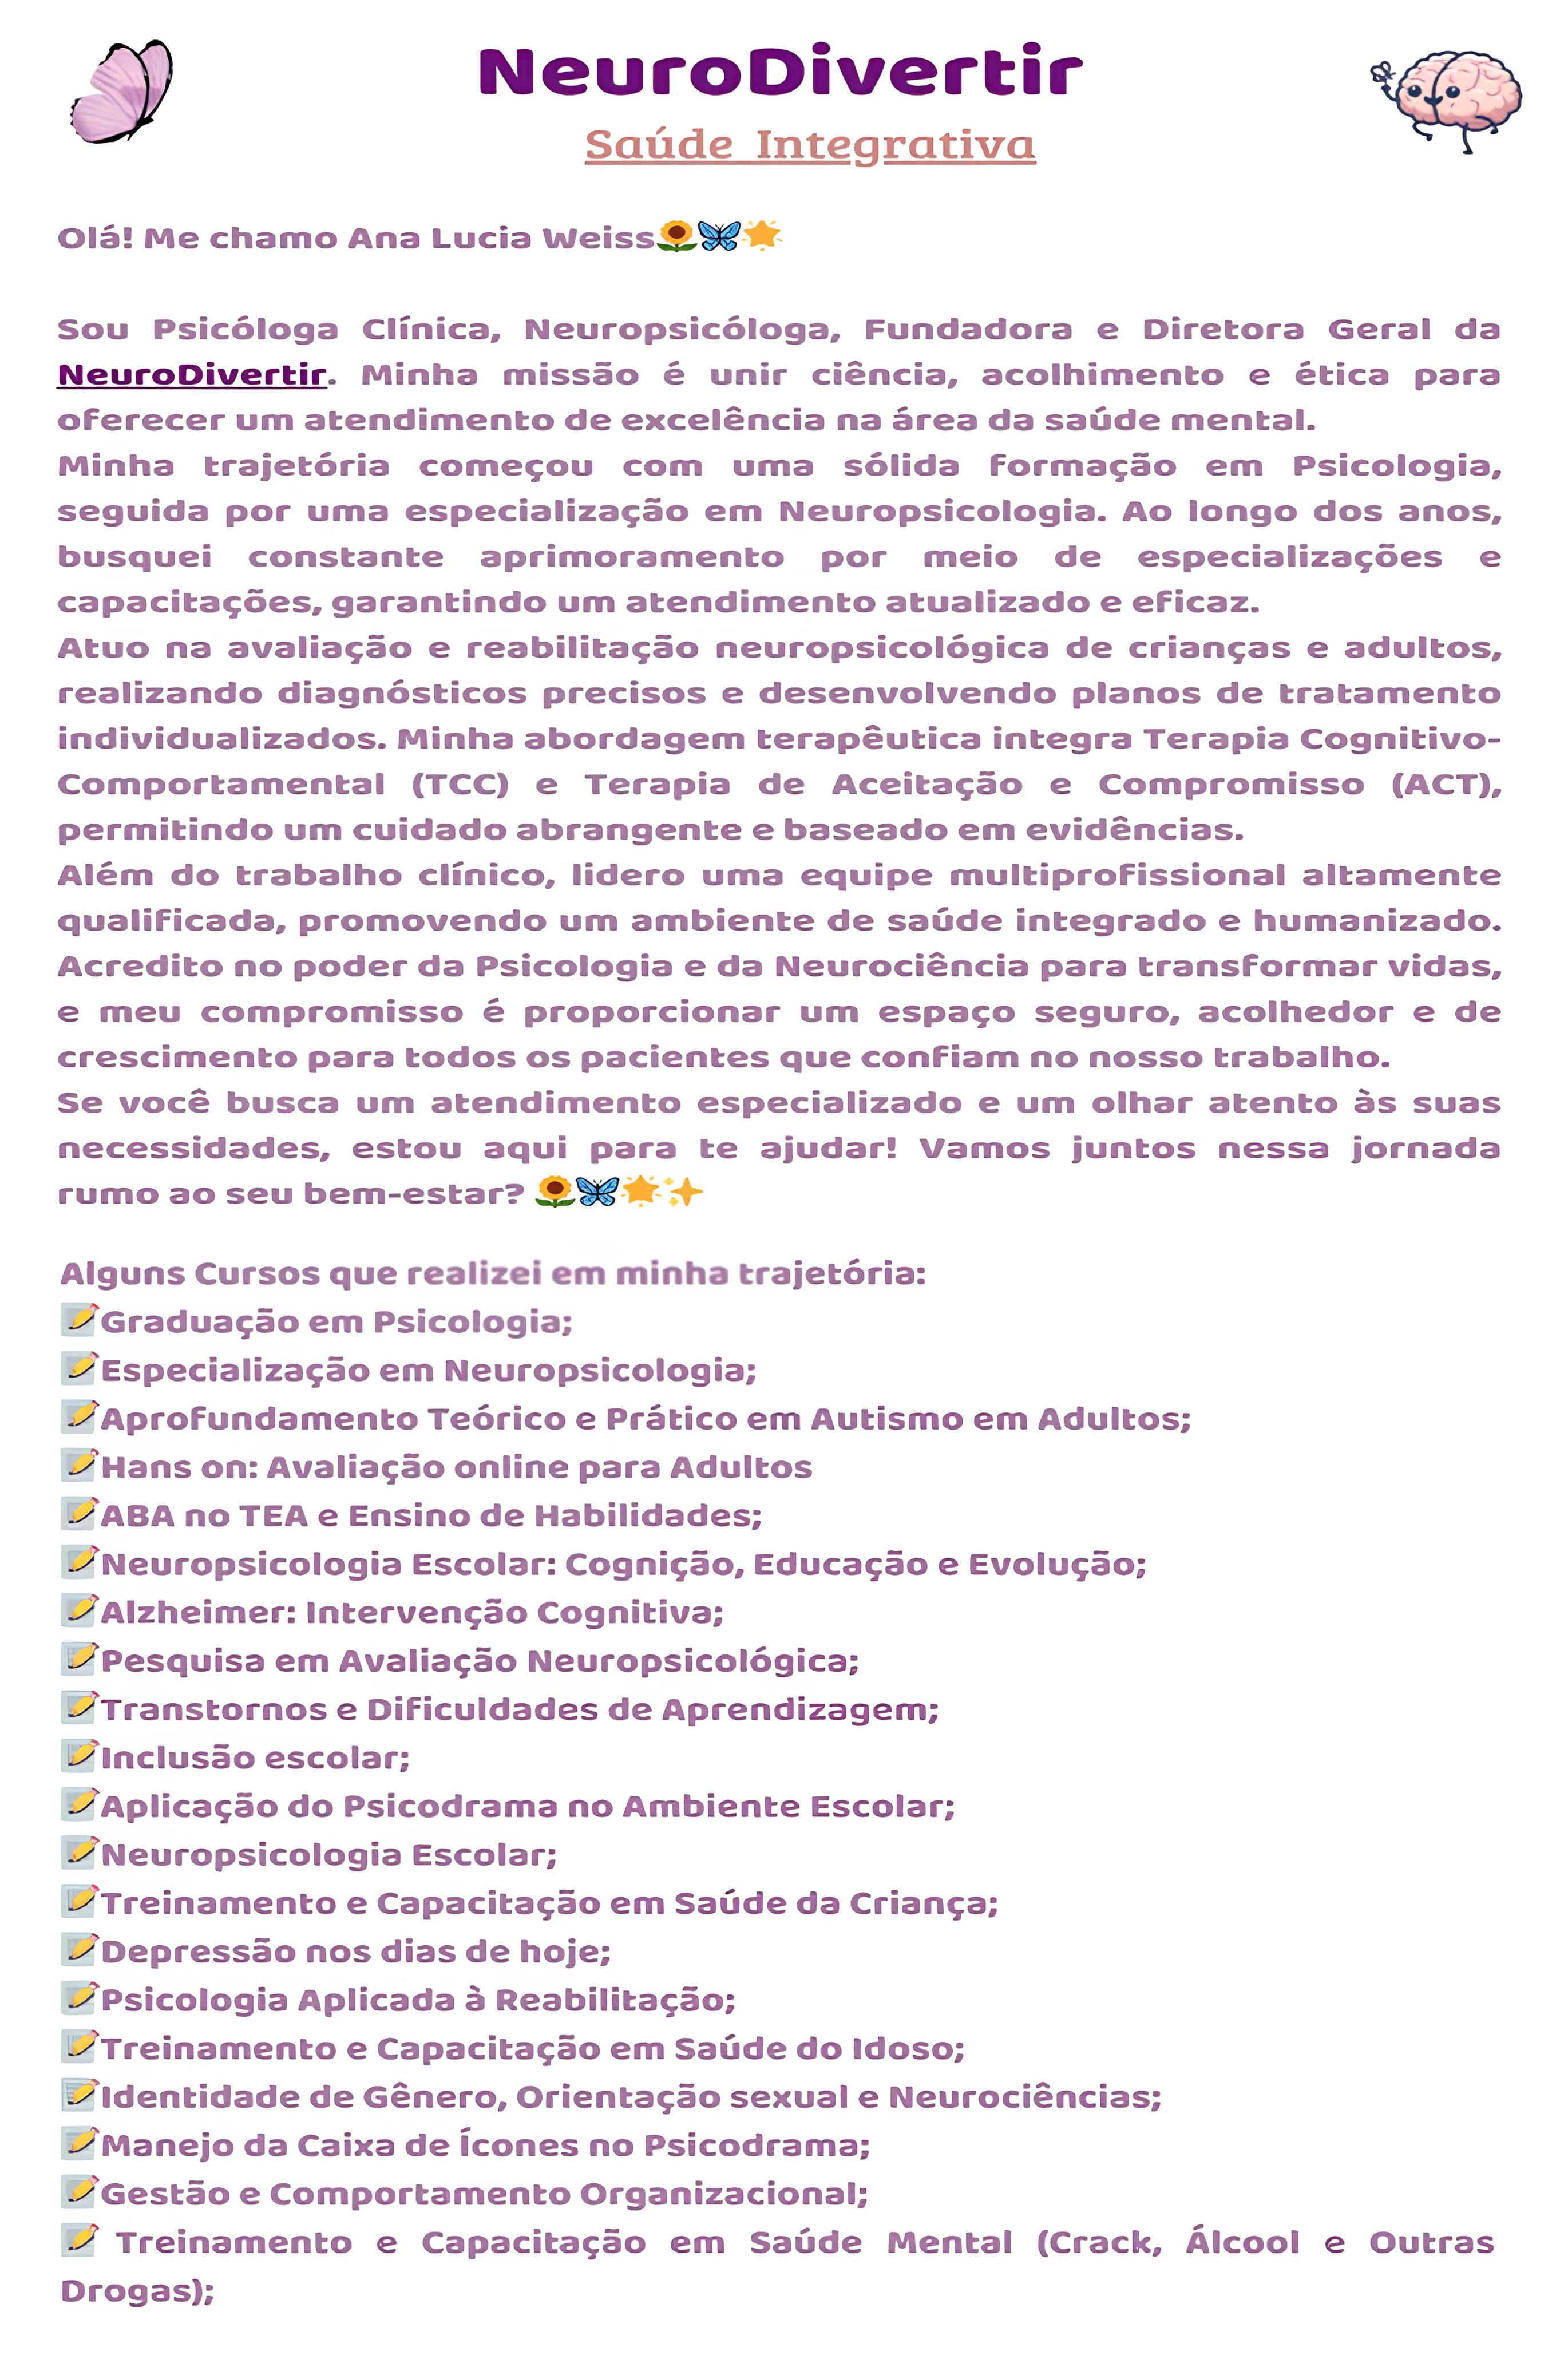 NeuroDivertir
Saúde Integrativa
Olá! Me chamo Ana Lucia Weiss🌻🦋🌟
Sou Psicóloga Clínica, Neuropsicóloga, Fundadora e Diretora Geral da
NeuroDivertir. Minha missão é unir ciência, acolhimento e ética para
oferecer um atendimento de excelência na área da saúde mental.
Minha trajetória começou com uma sólida formação em Psicologia,
seguida por uma especialização em Neuropsicologia. Ao longo dos anos,
busquei constante aprimoramento por meio de especializações e
capacitações, garantindo um atendimento atualizado e eficaz.
Atuo na avaliação e reabilitação neuropsicológica de crianças e adultos,
realizando diagnósticos precisos e desenvolvendo planos de tratamento
individualizados. Minha abordagem terapêutica integra Terapia Cognitivo-
Comportamental (TCC) e Terapia de Aceitação e Compromisso (ACT),
permitindo um cuidado abrangente e baseado em evidências.
Além do trabalho clínico, lidero uma equipe multiprofissional altamente
qualificada, promovendo um ambiente de saúde integrado e humanizado.
Acredito no poder da Psicologia e da Neurociência para transformar vidas,
e meu compromisso é proporcionar um espaço seguro, acolhedor e de
crescimento para todos os pacientes que confiam no nosso trabalho.
Se você busca um atendimento especializado e um olhar atento às suas
necessidades, estou aqui para te ajudar! Vamos juntos nessa jornada
rumo ao seu bem-estar? 🌻🦋🌟✨
Alguns Cursos que realizei em minha trajetória:
📝Graduação em Psicologia;
📝Especialização em Neuropsicologia;
📝Aprofundamento Teórico e Prático em Autismo em Adultos;
📝Hans on: Avaliação online para Adultos
📝ABA no TEA e Ensino de Habilidades;
📝Neuropsicologia Escolar: Cognição, Educação e Evolução;
📝Alzheimer: Intervenção Cognitiva;
📝Pesquisa em Avaliação Neuropsicológica;
📝Transtornos e Dificuldades de Aprendizagem;
📝Inclusão escolar;
📝Aplicação do Psicodrama no Ambiente Escolar;
📝Neuropsicologia Escolar;
📝Treinamento e Capacitação em Saúde da Criança;
📝Depressão nos dias de hoje;
📝Psicologia Aplicada à Reabilitação;
📝Treinamento e Capacitação em Saúde do Idoso;
📝Identidade de Gênero, Orientação sexual e Neurociências;
📝Manejo da Caixa de Ícones no Psicodrama;
📝Gestão e Comportamento Organizacional;
📝 Treinamento e Capacitação em Saúde Mental (Crack, Álcool e Outras
Drogas);